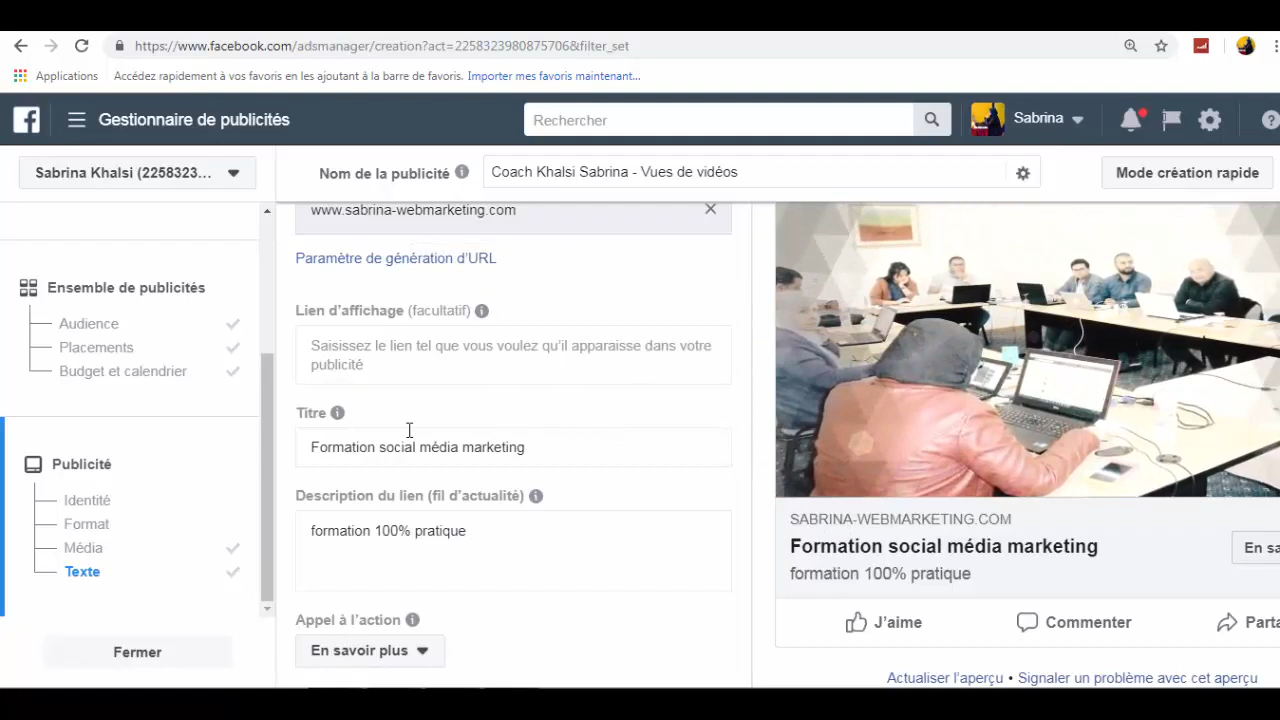 https://www.facebook.com/adsmanager/creation?act=2258323980875706&filter_set
Applications
Accédez rapidement à vos favoris en les ajoutant à la barre de favoris. Importer mes favoris maintenant...
Gestionnaire de publicités
Rechercher
Sabrina
Sabrina Khalsi (2258323...
Nom de la publicité
Coach Khalsi Sabrina - Vues de vidéos
Mode création rapide
www.sabrina-webmarketing.com
Paramètre de génération d'URL
Ensemble de publicités
Audience
Placements
Budget et calendrier
Lien d'affichage (facultatif)
Saisissez le lien tel que vous voulez qu'il apparaisse dans votre
publicité
Titre
Formation social média marketing
Publicité
Identité
Format
Média
Texte
Description du lien (fil d'actualité)
formation 100% pratique
Appel à l'action
En savoir plus
Fermer
SABRINA-WEBMARKETING.COM
Formation social média marketing
En sa
formation 100% pratique
J'aime
Commenter
Parta
Actualiser l'aperçu • Signaler un problème avec cet aperçu